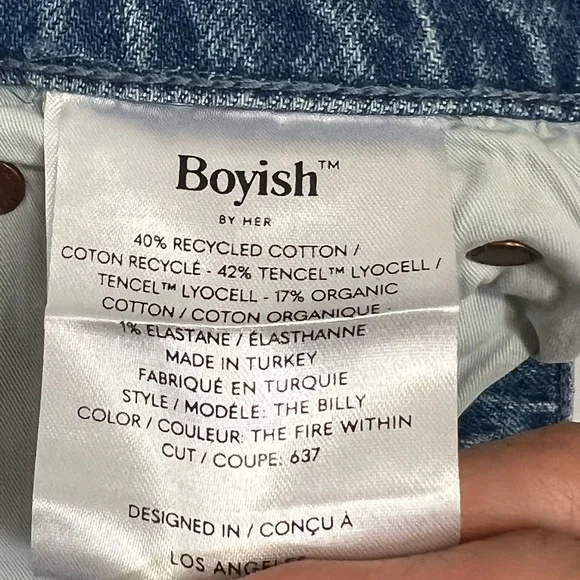 Boyish™
BY HER
40% RECYCLED COTTON /
COTON RECYCLÉ - 42% TENCEL™ LYOCELL /
TENCEL™ LYOCELL - 17% ORGANIC
COTTON / COTON ORGANIQUE -
1% ELASTANE / ÉLASTHANNE
MADE IN TURKEY
FABRIQUÉ EN TURQUIE
STYLE / MODÉLE: THE BILLY
COLOR / COULEUR: THE FIRE WITHIN
CUT / COUPE: 637
DESIGNED IN / CONÇU À
LOS